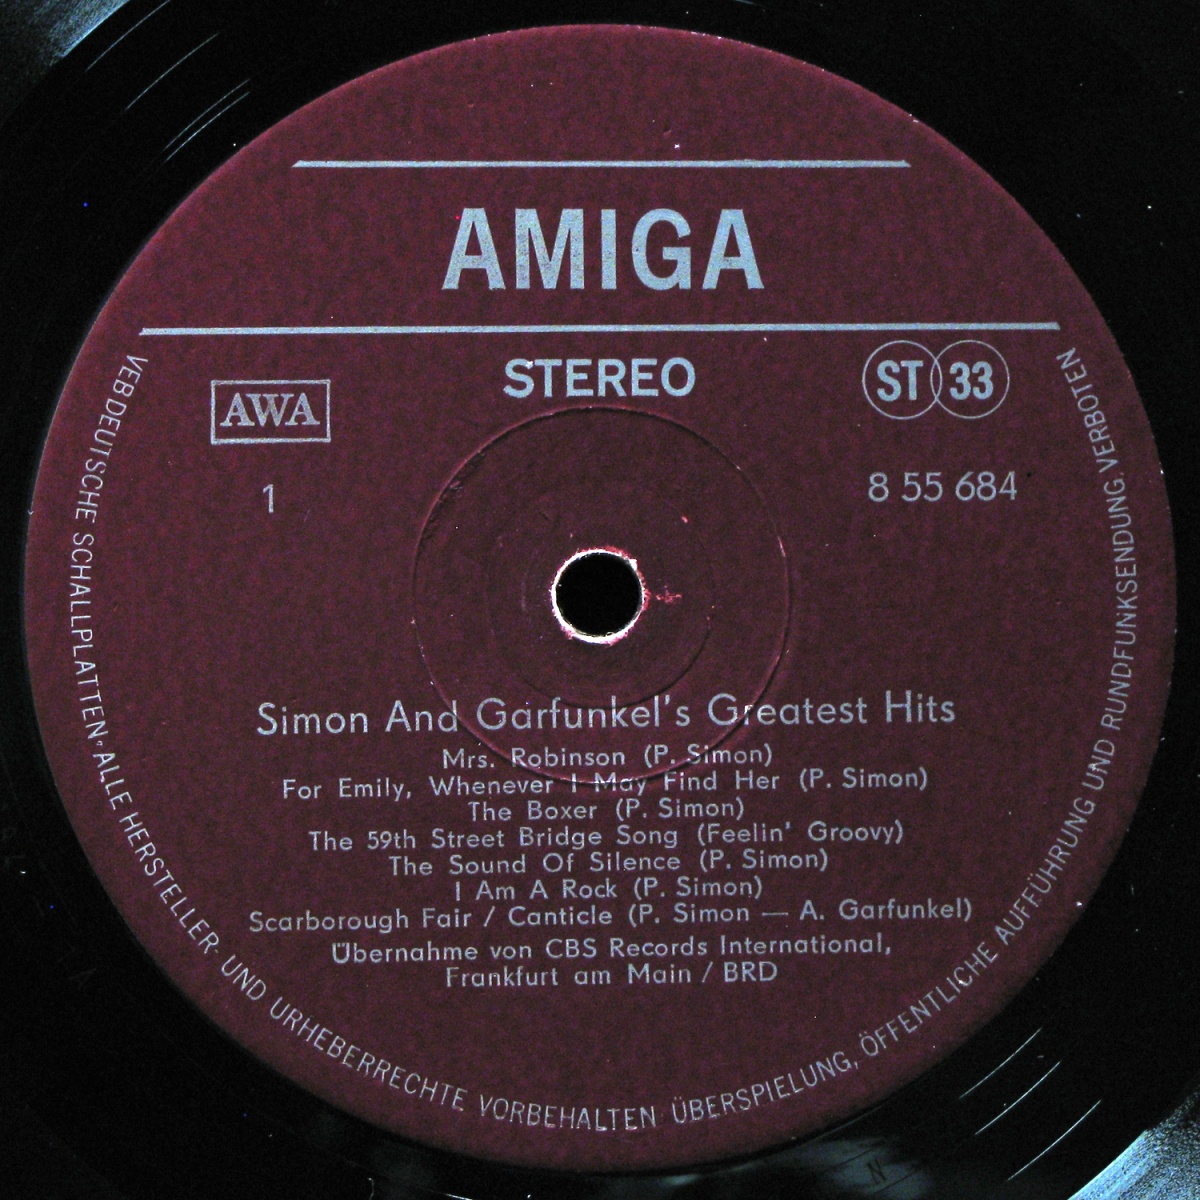 AMIGA
STEREO
AWA
ST 33
1
8 55 684
Simon And Garfunkel's Greatest Hits
Mrs. Robinson (P. Simon)
For Emily, Whenever I May Find Her (P. Simon)
The Boxer (P. Simon)
The 59th Street Bridge Song (Feelin' Groovy)
The Sound Of Silence (P. Simon)
I Am A Rock (P. Simon)
Scarborough Fair / Canticle (P. Simon — A. Garfunkel)
Übernahme von CBS Records International,
Frankfurt am Main / BRD
VEB DEUTSCHE SCHALLPLATTEN · ALLE HERSTELLER- UND URHEBERRECHTE VORBEHALTEN ÜBERSPIELUNG, ÖFFENTLICHE AUFFÜHRUNG UND RUNDFUNKSENDUNG VERBOTEN
N